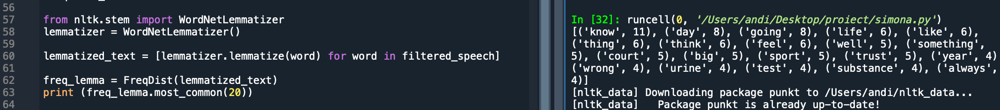 56
57 from nltk.stem import WordNetLemmatizer
58 lemmatizer = WordNetLemmatizer()
59
60 lemmatized_text = [lemmatizer.lemmatize(word) for word in filtered_speech]
61
62 freq_lemma = FreqDist(lemmatized_text)
63 print (freq_lemma.most_common(20))
64
In [32]: runcell(0, '/Users/andi/Desktop/proiect/simona.py')
[('know', 11), ('day', 8), ('going', 8), ('life', 6), ('like', 6),
('thing', 6), ('think', 6), ('feel', 6), ('well', 5), ('something',
5), ('court', 5), ('big', 5), ('sport', 5), ('trust', 5), ('year', 4)
('wrong', 4), ('urine', 4), ('test', 4), ('substance', 4), ('always',
4)]
[nltk_data] Downloading package punkt to /Users/andi/nltk_data...
[nltk_data]   Package punkt is already up-to-date!